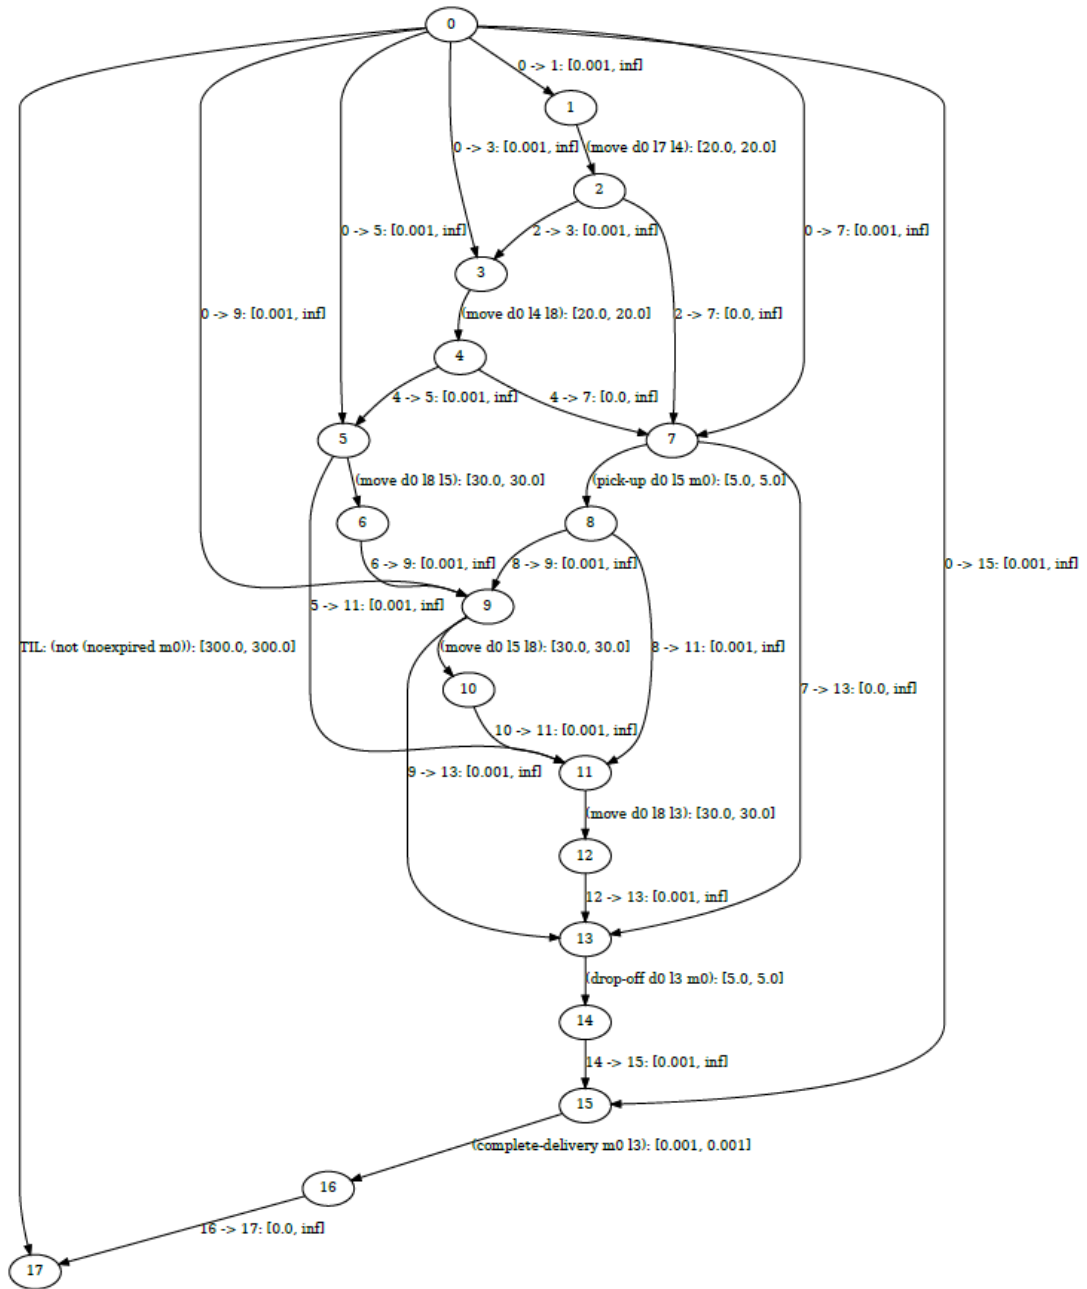 0
0 -> 1: [0.001, inf]
1
0 -> 3: [0.001, inf]
(move d0 l7 l4): [20.0, 20.0]
2
0 -> 5: [0.001, inf]
2 -> 3: [0.001, inf]
0 -> 7: [0.001, inf]
3
0 -> 9: [0.001, inf]
(move d0 l4 l8): [20.0, 20.0]
2 -> 7: [0.0, inf]
4
4 -> 5: [0.001, inf]
4 -> 7: [0.0, inf]
5
7
(move d0 l8 l5): [30.0, 30.0]
(pick-up d0 l5 m0): [5.0, 5.0]
6
8
6 -> 9: [0.001, inf]
8 -> 9: [0.001, inf]
0 -> 15: [0.001, inf]
5 -> 11: [0.001, inf]
9
TIL: (not (noexpired m0)): [300.0, 300.0]
(move d0 l5 l8): [30.0, 30.0]
8 -> 11: [0.001, inf]
10
7 -> 13: [0.0, inf]
10 -> 11: [0.001, inf]
9 -> 13: [0.001, inf]
11
(move d0 l8 l3): [30.0, 30.0]
12
12 -> 13: [0.001, inf]
13
(drop-off d0 l3 m0): [5.0, 5.0]
14
14 -> 15: [0.001, inf]
15
(complete-delivery m0 l3): [0.001, 0.001]
16
16 -> 17: [0.0, inf]
17